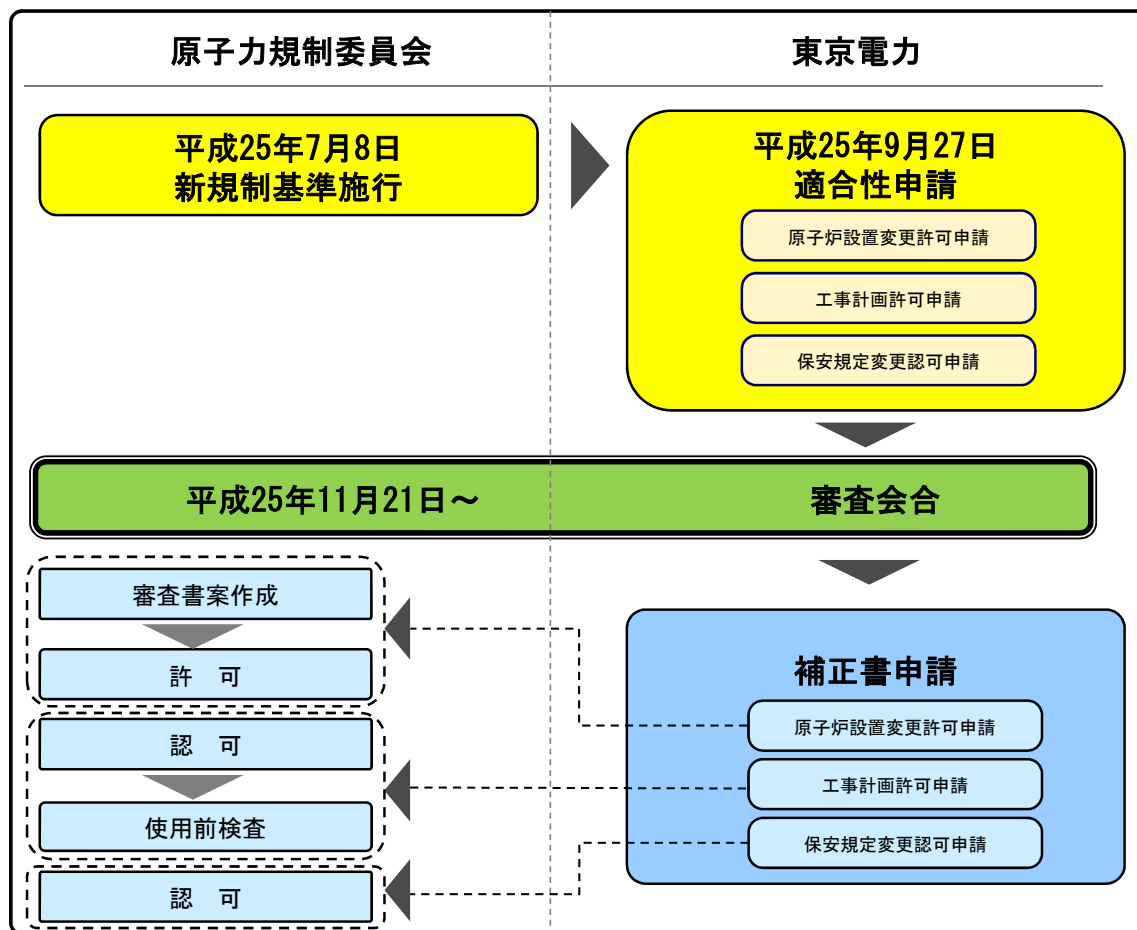 原子力規制委員会
東京電力
平成25年7月8日
新規制基準施行
平成25年9月27日
適合性申請
原子炉設置変更許可申請
工事計画許可申請
保安規定変更認可申請
平成25年11月21日～
審査会合
審査書案作成
許　可
認　可
使用前検査
認　可
補正書申請
原子炉設置変更許可申請
工事計画許可申請
保安規定変更認可申請